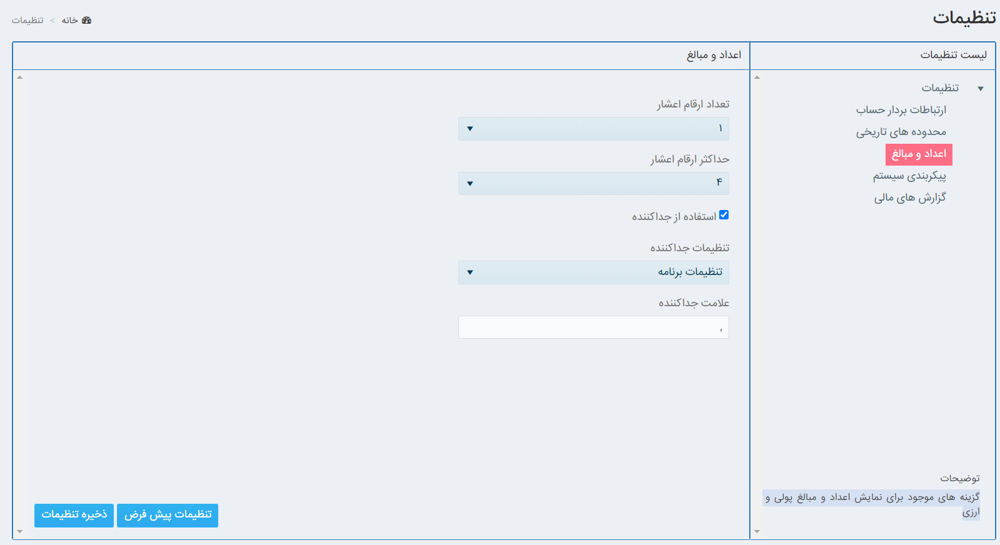 تنظیمات
خانه > تنظیمات
لیست تنظیمات
تنظیمات
ارتباطات بردار حساب
محدوده های تاریخی
اعداد و مبالغ
پیکربندی سیستم
گزارش های مالی
توضیحات
گزینه های موجود برای نمایش اعداد و مبالغ پولی و
ارزی
اعداد و مبالغ
تعداد ارقام اعشار
۱
حداکثر ارقام اعشار
۴
استفاده از جداکننده
تنظیمات جداکننده
تنظیمات برنامه
علامت جداکننده
,
تنظیمات پیش فرض
ذخیره تنظیمات